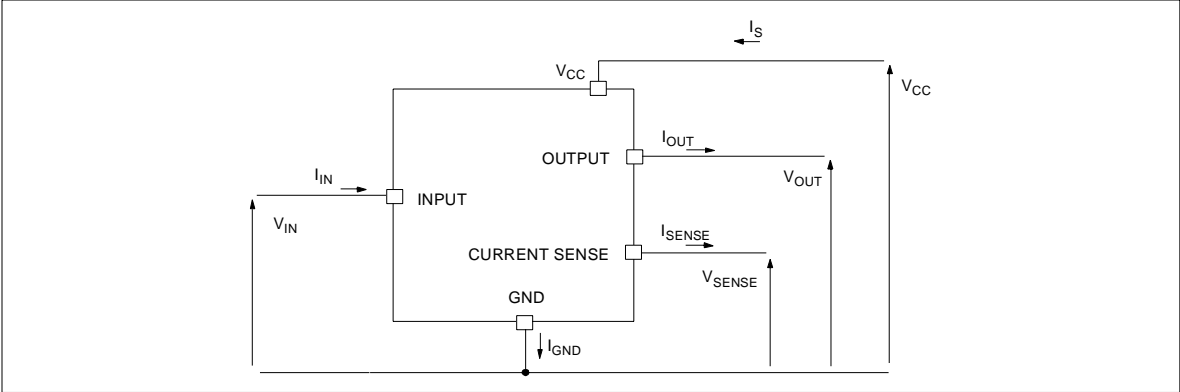 I_S
V_CC
V_CC
I_OUT
OUTPUT
V_OUT
I_IN
INPUT
V_IN
I_SENSE
CURRENT SENSE
V_SENSE
GND
I_GND